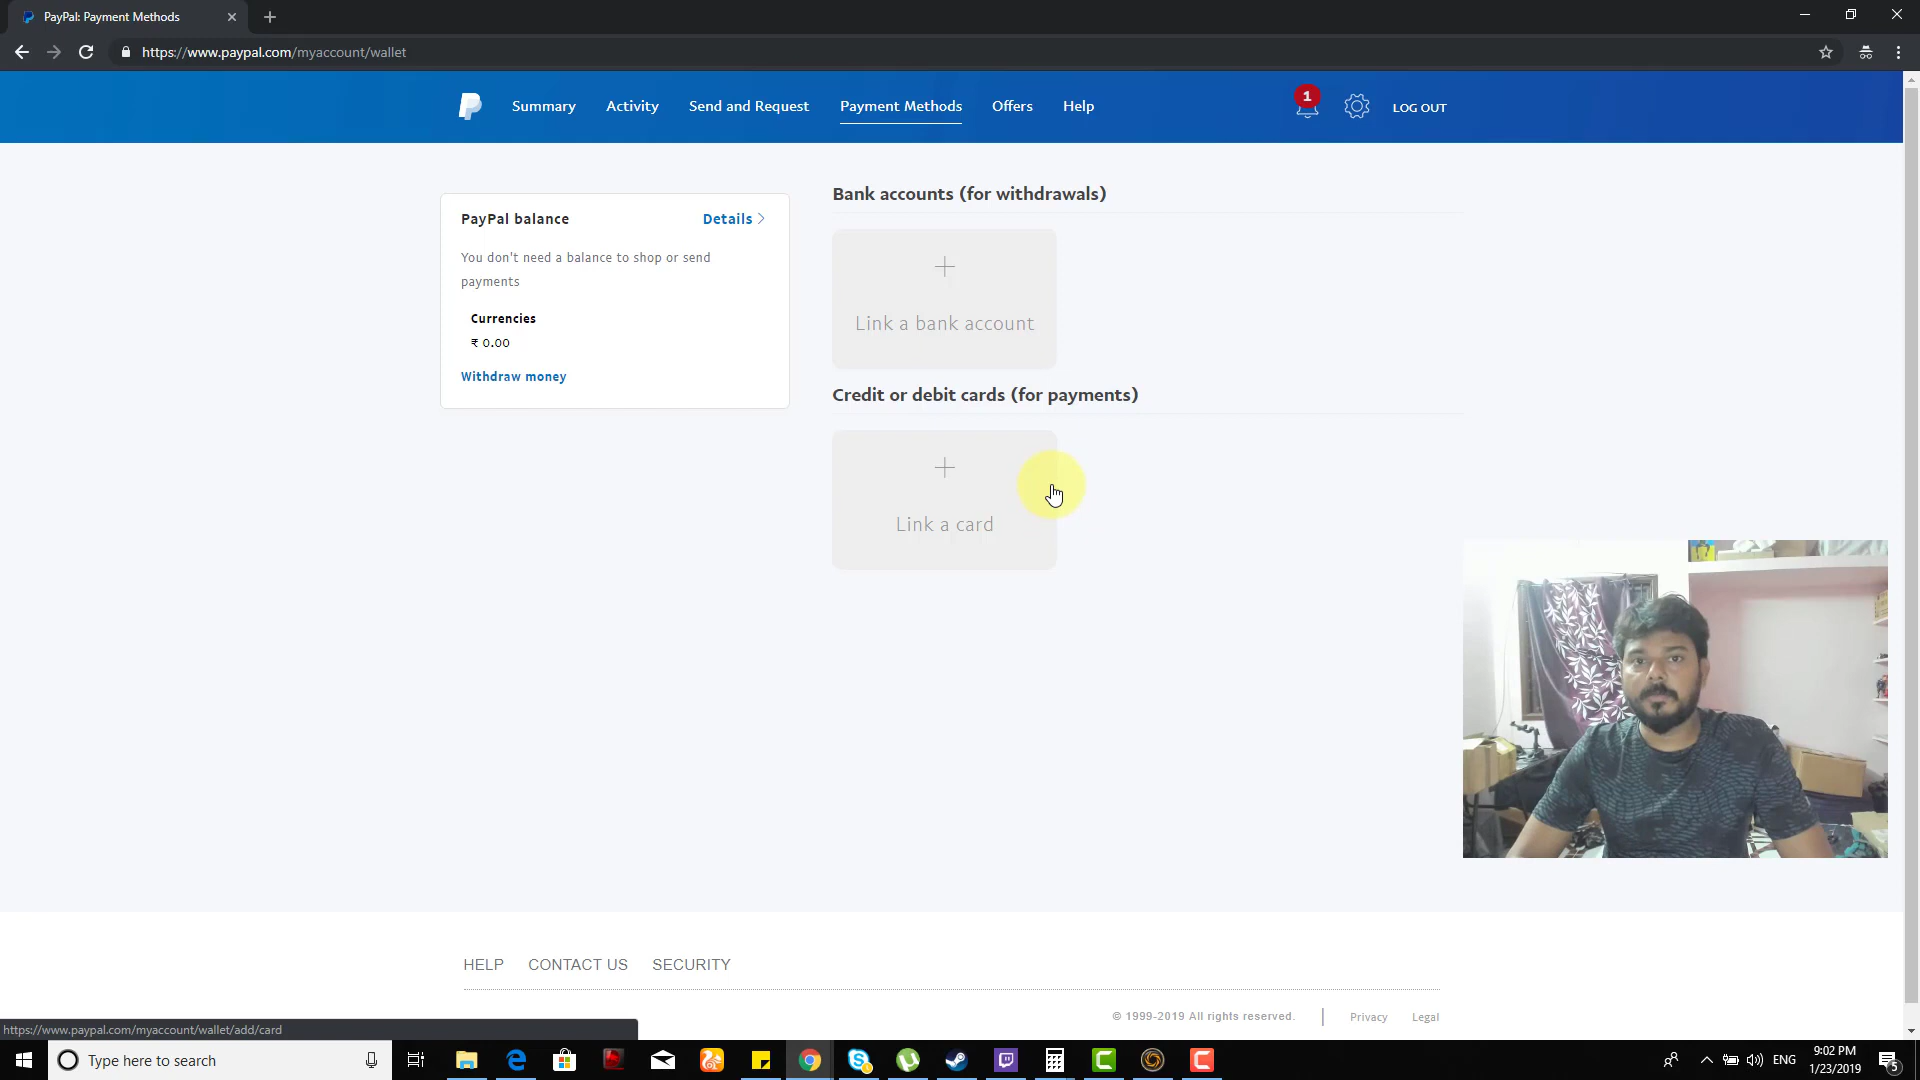 PayPal: Payment Methods
https://www.paypal.com/myaccount/wallet
Summary Activity Send and Request Payment Methods Offers Help 1 LOG OUT
Bank accounts (for withdrawals)
PayPal balance Details
You don't need a balance to shop or send
payments
Currencies
₹ 0.00
Withdraw money
Link a bank account
Credit or debit cards (for payments)
Link a card
HELP CONTACT US SECURITY
© 1999-2019 All rights reserved. Privacy Legal
https://www.paypal.com/myaccount/wallet/add/card
Type here to search
ENG
9:02 PM
1/23/2019
5